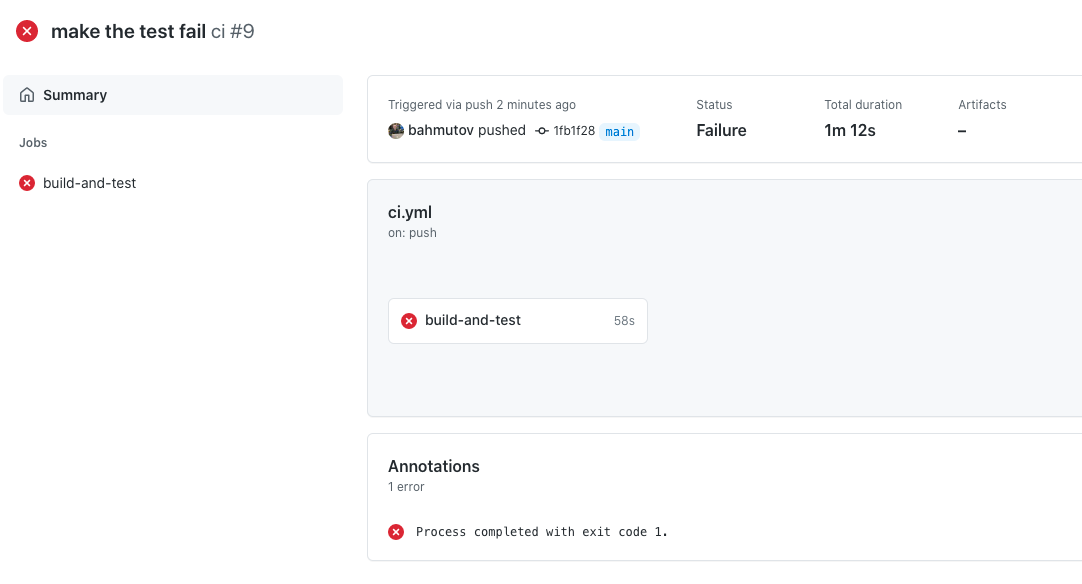 make the test fail ci #9
Summary
Jobs
build-and-test
Triggered via push 2 minutes ago
bahmutov pushed 1fb1f28 main
Status
Failure
Total duration
1m 12s
Artifacts
–
ci.yml
on: push
build-and-test 58s
Annotations
1 error
Process completed with exit code 1.